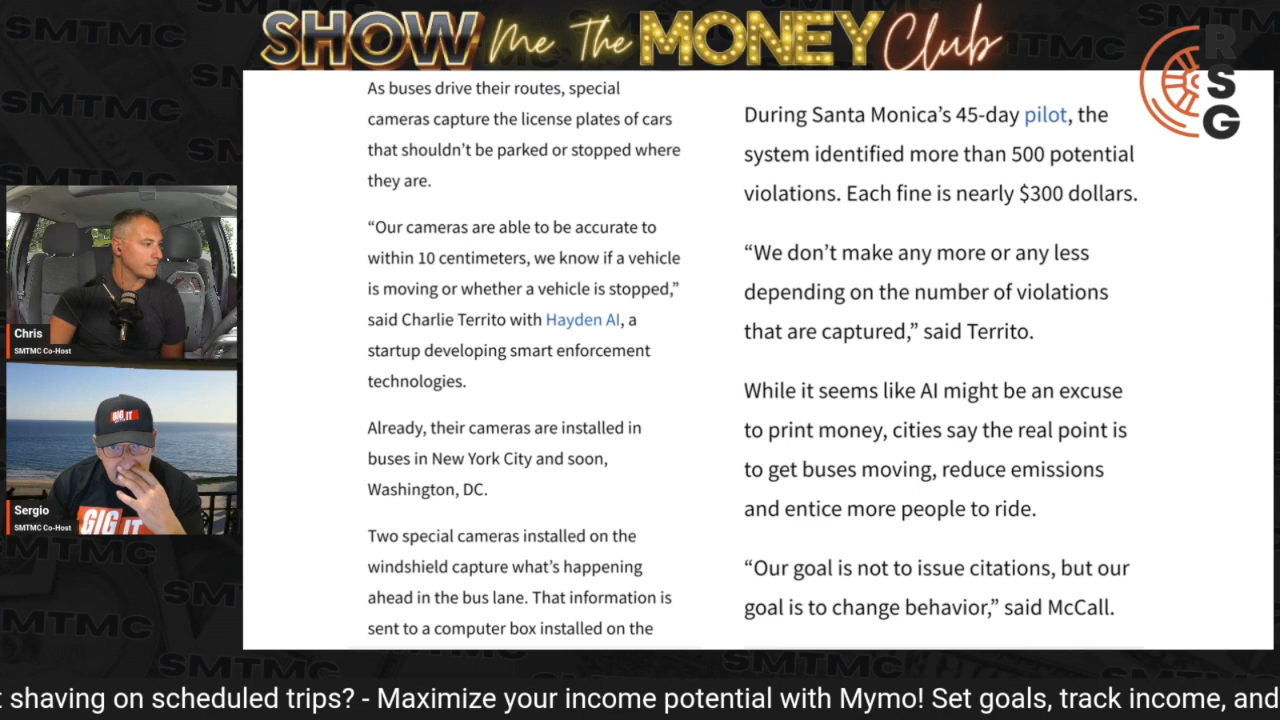 SHOW Me The MONEY Club
RSG
As buses drive their routes, special
cameras capture the license plates of cars
that shouldn’t be parked or stopped where
they are.
“Our cameras are able to be accurate to
within 10 centimeters, we know if a vehicle
is moving or whether a vehicle is stopped,”
said Charlie Territo with Hayden AI, a
startup developing smart enforcement
technologies.
Already, their cameras are installed in
buses in New York City and soon,
Washington, DC.
Two special cameras installed on the
windshield capture what’s happening
ahead in the bus lane. That information is
sent to a computer box installed on the
During Santa Monica’s 45-day pilot, the
system identified more than 500 potential
violations. Each fine is nearly $300 dollars.
“We don’t make any more or any less
depending on the number of violations
that are captured,” said Territo.
While it seems like AI might be an excuse
to print money, cities say the real point is
to get buses moving, reduce emissions
and entice more people to ride.
“Our goal is not to issue citations, but our
goal is to change behavior,” said McCall.
Chris
SMTMC Co-Host
GIG IT
GIG IT
Sergio
SMTMC Co-Host
SMTMC
SMTMC
SMTMC
SMTMC
SMTMC
SMTMC
shaving on scheduled trips? - Maximize your income potential with Mymo! Set goals, track income, and